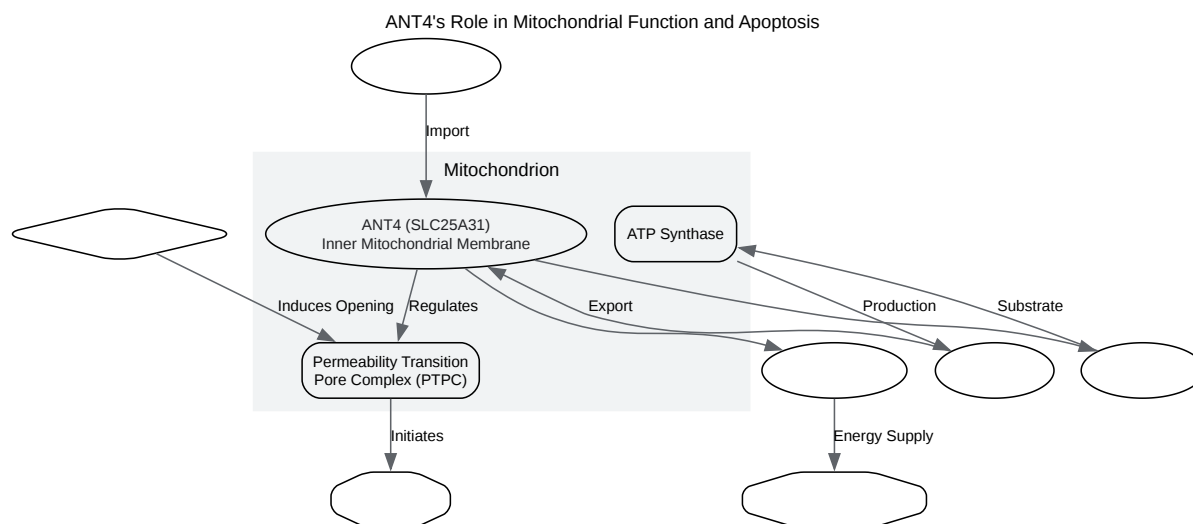 ANT4's Role in Mitochondrial Function and Apoptosis
Import
Mitochondrion
ANT4 (SLC25A31)
Inner Mitochondrial Membrane
ATP Synthase
Induces Opening
Regulates
Export
Production
Substrate
Permeability Transition
Pore Complex (PTPC)
Initiates
Energy Supply